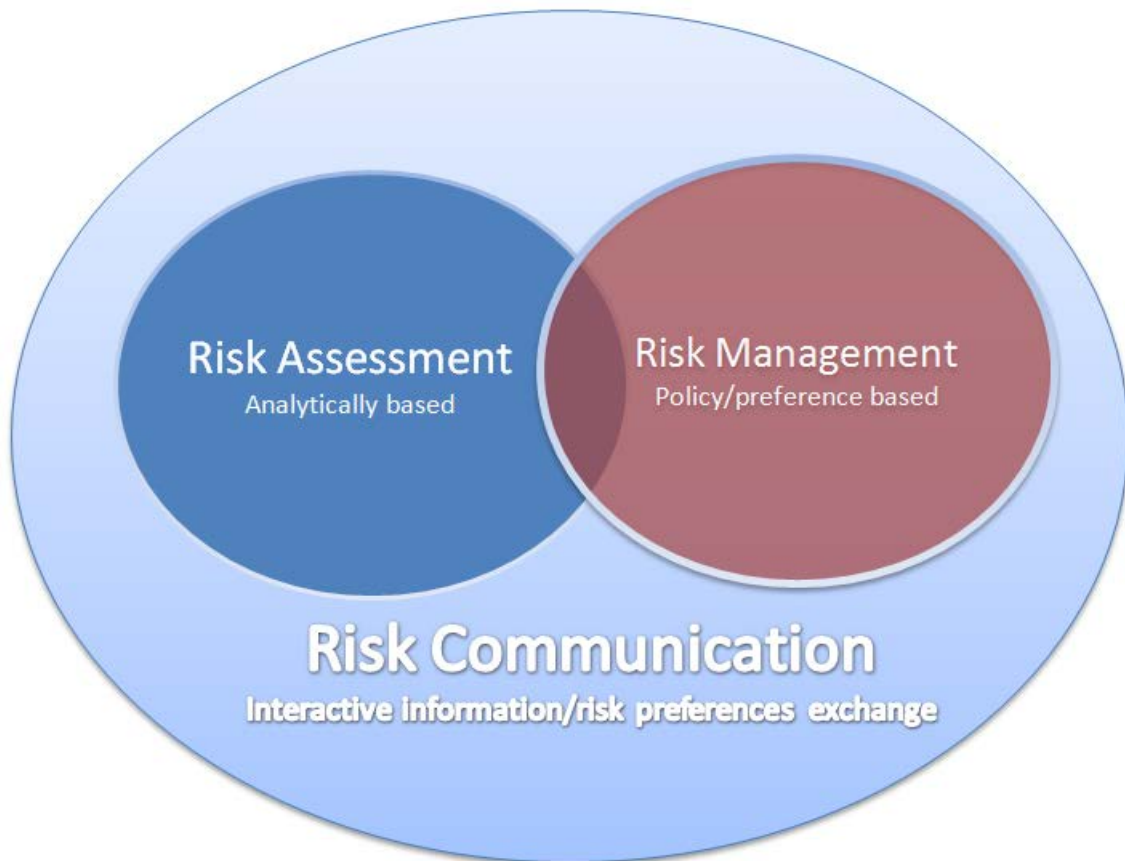 Risk Assessment
Analytically based
Risk Management
Policy/preference based
Risk Communication
Interactive information/risk preferences exchange